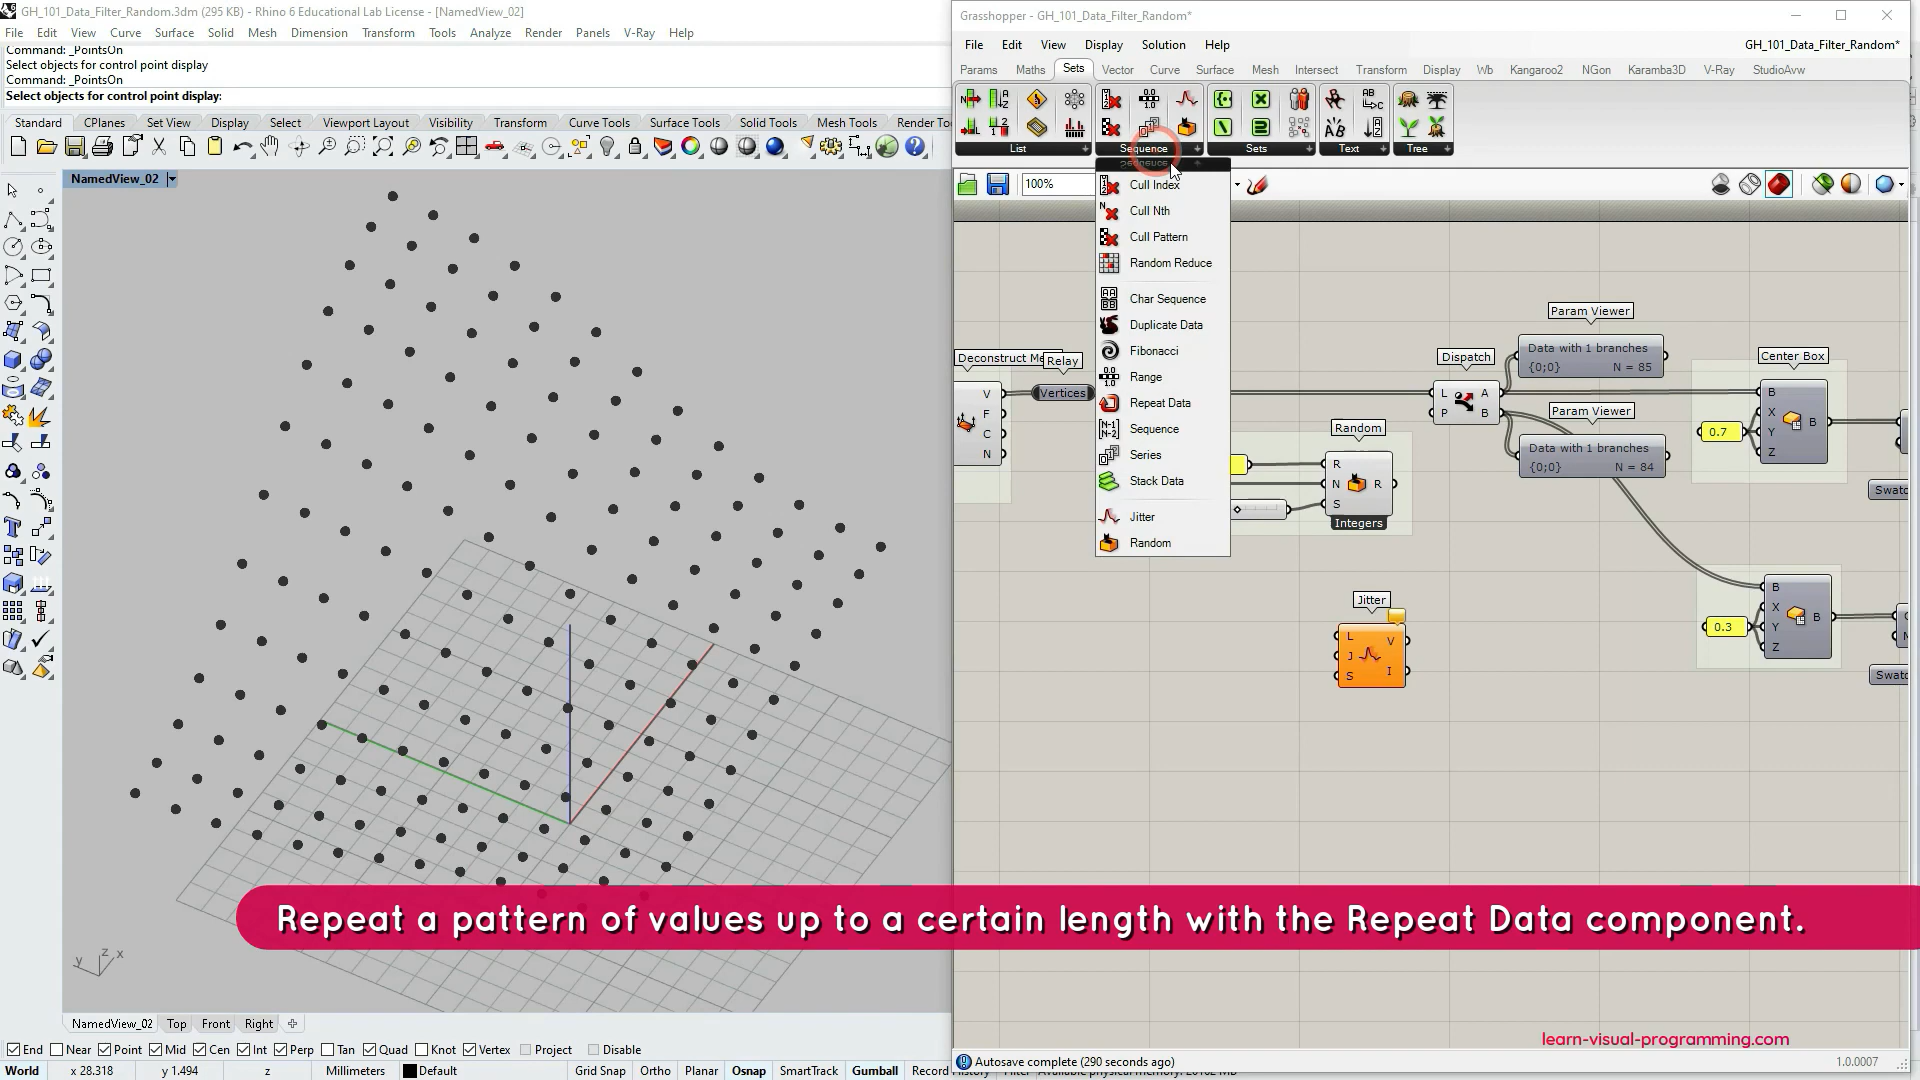 GH_101_Data_Filter_Random.3dm (295 KB) - Rhino 6 Educational Lab License - [NamedView_02]
File Edit View Curve Surface Solid Mesh Dimension Transform Tools Analyze Render Panels V-Ray Help
Command: _PointsOn
Select objects for control point display
Command: _PointsOn
Select objects for control point display:
Standard CPlanes Set View Display Select Viewport Layout Visibility Transform Curve Tools Surface Tools Solid Tools Mesh Tools Render To
NamedView_02
z
y x
NamedView_02 Top Front Right
End Near Point Mid Cen Int Perp Tan Quad Knot Vertex Project Disable
World x 28.318 y 1.494 z Millimeters Default Grid Snap Ortho Planar Osnap SmartTrack Gumball Record
Grasshopper - GH_101_Data_Filter_Random*
File Edit View Display Solution Help
GH_101_Data_Filter_Random*
Params Maths Sets Vector Curve Surface Mesh Intersect Transform Display Wb Kangaroo2 NGon Karamba3D V-Ray StudioAvw
List Sequence Sets Text Tree
100%
Cull Index
Cull Nth
Cull Pattern
Random Reduce
Char Sequence
Duplicate Data
Fibonacci
Range
Repeat Data
Sequence
Series
Stack Data
Jitter
Random
Deconstruct Me
V
F
C
N
Relay
Vertices
Random
R
N R
S
Integers
Jitter
L V
J
S I
Dispatch
L A
P B
Param Viewer
Data with 1 branches
{0;0} N = 85
Param Viewer
Data with 1 branches
{0;0} N = 84
Center Box
0.7
B
X
Y B
Z
Swatc
0.3
B
X
Y B
Z
Swatc
Repeat a pattern of values up to a certain length with the Repeat Data component.
learn-visual-programming.com
Autosave complete (290 seconds ago)
1.0.0007